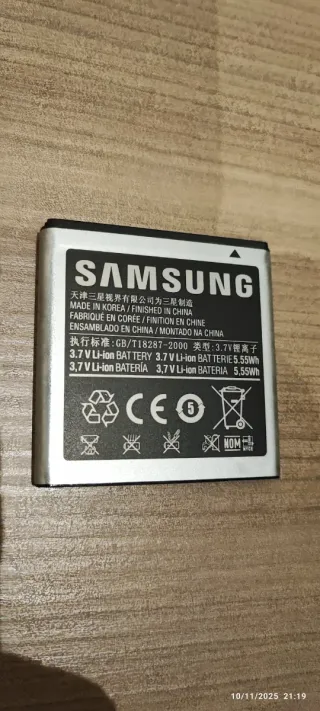 SAMSUNG
天津三星视界有限公司为三星制造
MADE IN KOREA / FINISHED IN CHINA
FABRIQUÉ EN CORÉE / FINITION EN CHINE
ENSAMBLADO EN CHINA / MONTADO NA CHINA
执行标准:GB/T18287-2000 类型:3.7V锂离子
3.7 V Li-ion BATTERY 3.7 V Li-ion BATTERIE 5.55Wh
3,7 V Li-ion BATERÍA 3,7 V Li-ion BATERIA 5,55Wh
CE 5
NOM
10/11/2025 21:19